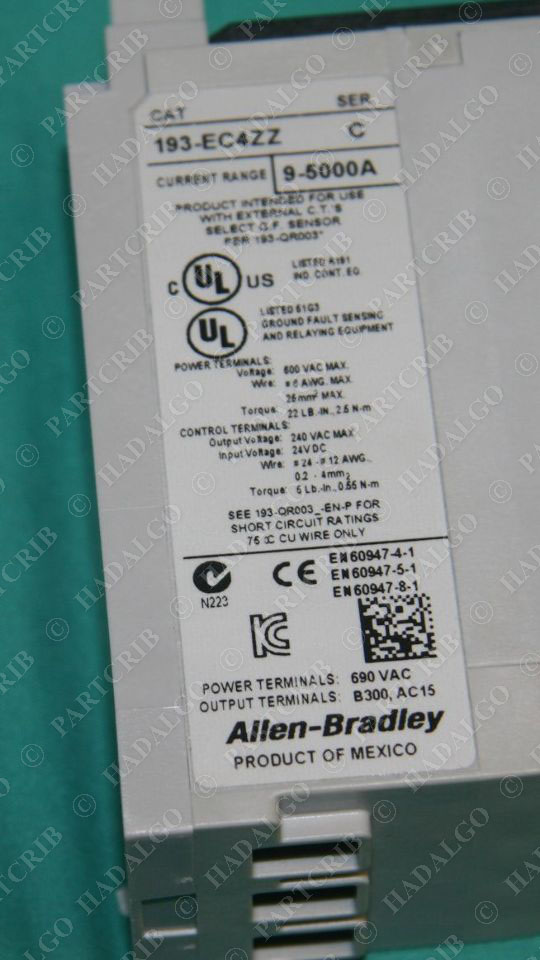 CAT SER
193-EC4ZZ C
CURRENT RANGE 9-5000A
PRODUCT INTENDED FOR USE
WITH EXTERNAL C.T.'S
SELECT G.F. SENSOR
PER 193-QR003*
C UL US LISTED A191
IND. CONT. EQ.
UL LISTED 61G3
GROUND FAULT SENSING
AND RELAYING EQUIPMENT
POWER TERMINALS:
Voltage: 600 VAC MAX.
Wire: #6 AWG. MAX.
25mm² MAX.
Torque: 22 LB.-IN., 2.5 N-m
CONTROL TERMINALS:
Output Voltage: 240 VAC MAX
Input Voltage: 24VDC
Wire: #24 - #12 AWG.
0.2 - 4mm²
Torque: 5 Lb.-In., 0.55 N-m
SEE 193-QR003_-EN-P FOR
SHORT CIRCUIT RATINGS
75 °C CU WIRE ONLY
N223
CE
EN60947-4-1
EN60947-5-1
EN60947-8-1
KC
POWER TERMINALS: 690 VAC
OUTPUT TERMINALS: B300, AC15
Allen-Bradley
PRODUCT OF MEXICO
© PARTCRIB
© HADALGO